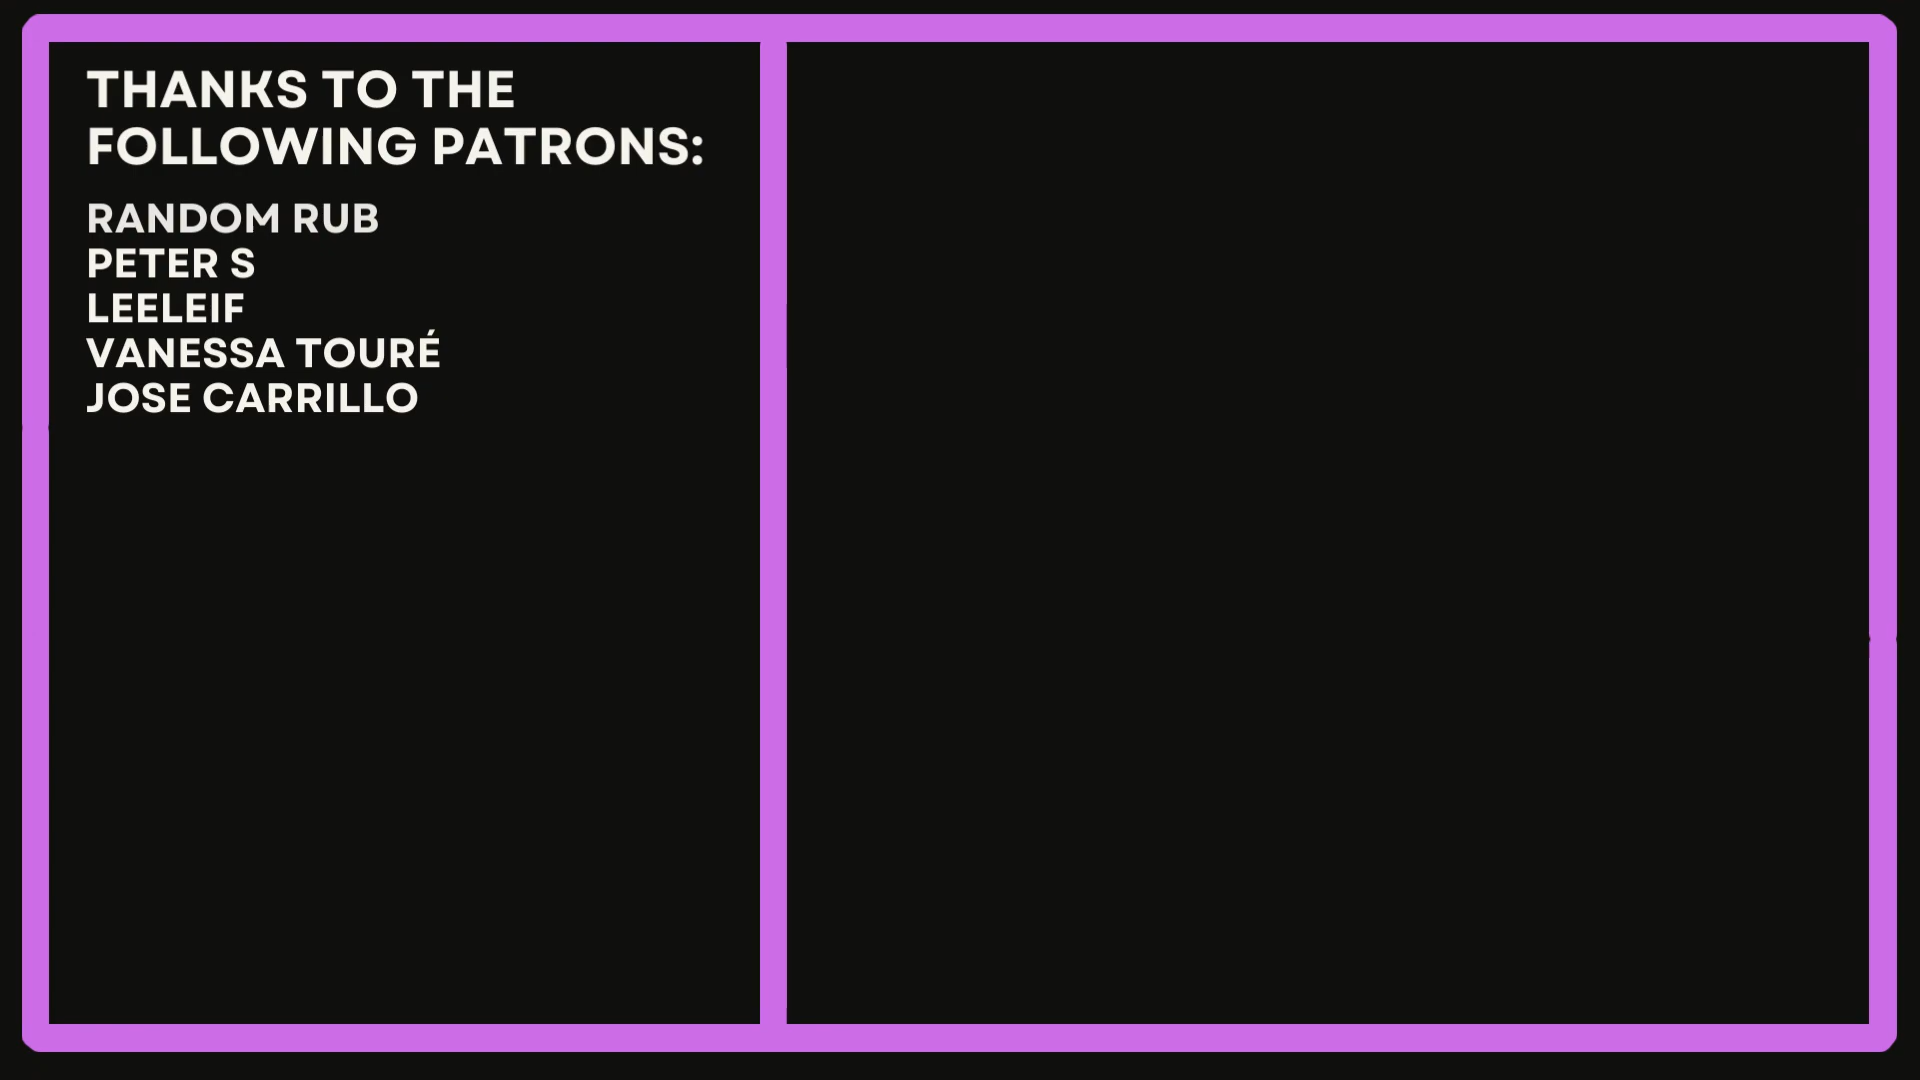 THANKS TO THE
FOLLOWING PATRONS:
RANDOM RUB
PETER S
LEELEIF
VANESSA TOURÉ
JOSE CARRILLO